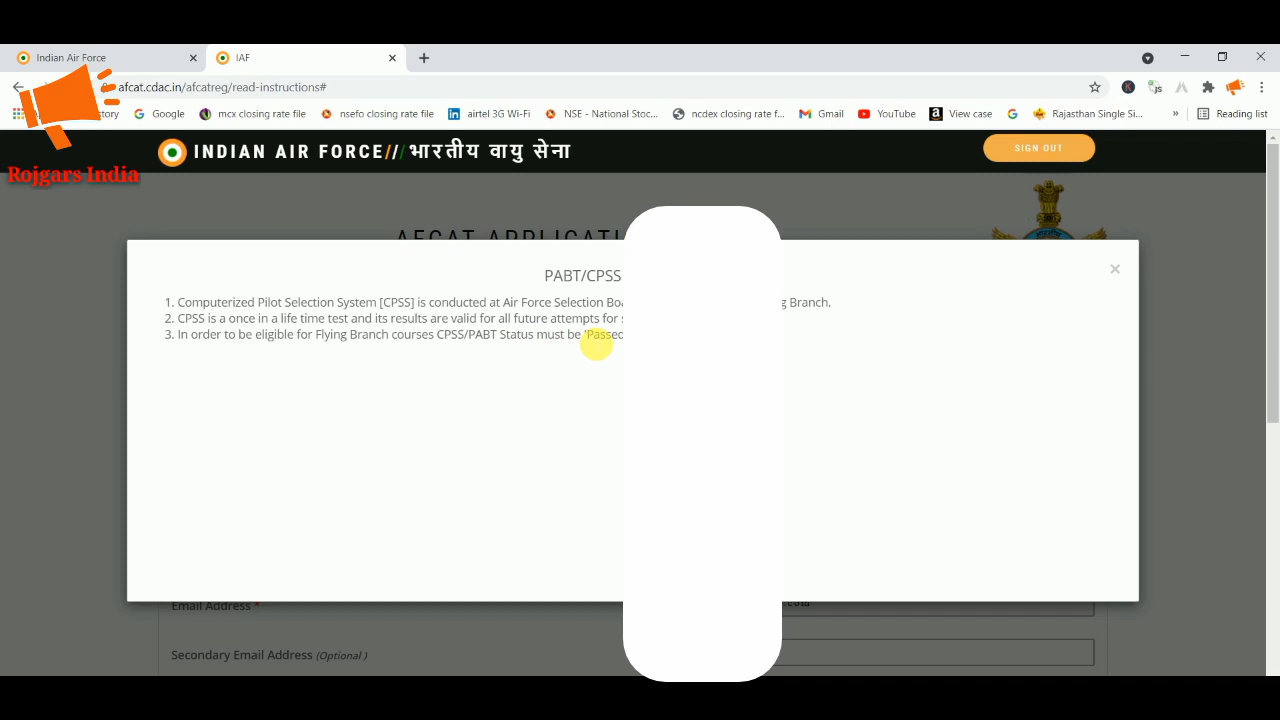 Indian Air Force
IAF
afcat.cdac.in/afcatreg/read-instructions#
Google
mcx closing rate file
nsefo closing rate file
airtel 3G Wi-Fi
NSE - National Stoc...
ncdex closing rate f...
Gmail
YouTube
View case
Rajasthan Single Si...
»
Reading list
Rojgars India
INDIAN AIR FORCE///भारतीय वायु सेना
SIGN OUT
PABT/CPSS
1. Computerized Pilot Selection System [CPSS] is conducted at Air Force Selection Branch.
2. CPSS is a once in a life time test and its results are valid for all future attempts for
3. In order to be eligible for Flying Branch courses CPSS/PABT Status must be 'Passed
Email Address *
.com
Secondary Email Address (Optional )